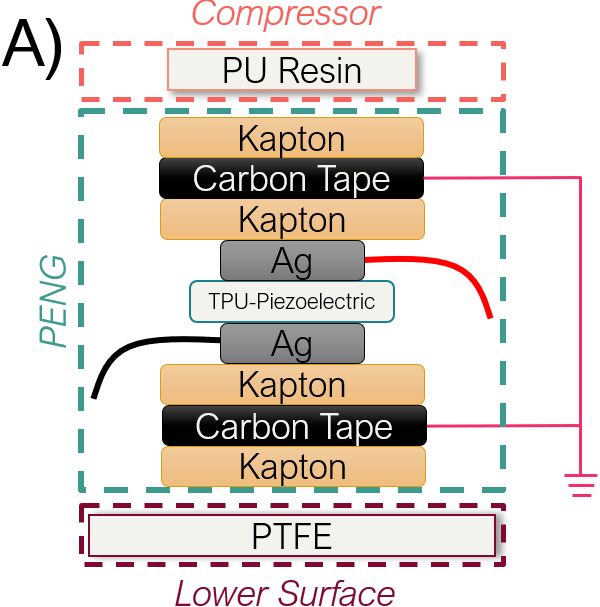 A)
Compressor
PU Resin
Kapton
Carbon Tape
Kapton
Ag
TPU-Piezoelectric
Ag
Kapton
Carbon Tape
Kapton
PENG
PTFE
Lower Surface